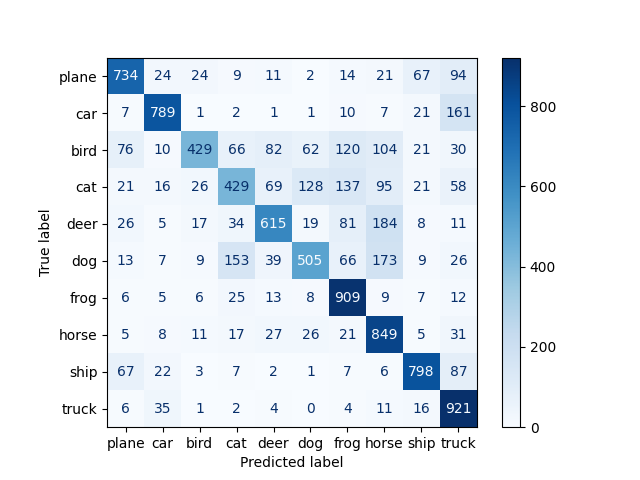 plane 734 24 24 9 11 2 14 21 67 94
car 7 789 1 2 1 1 10 7 21 161
bird 76 10 429 66 82 62 120 104 21 30
cat 21 16 26 429 69 128 137 95 21 58
deer 26 5 17 34 615 19 81 184 8 11
dog 13 7 9 153 39 505 66 173 9 26
frog 6 5 6 25 13 8 909 9 7 12
horse 5 8 11 17 27 26 21 849 5 31
ship 67 22 3 7 2 1 7 6 798 87
truck 6 35 1 2 4 0 4 11 16 921
plane car bird cat deer dog frog horse ship truck
Predicted label
True label
800
600
400
200
0